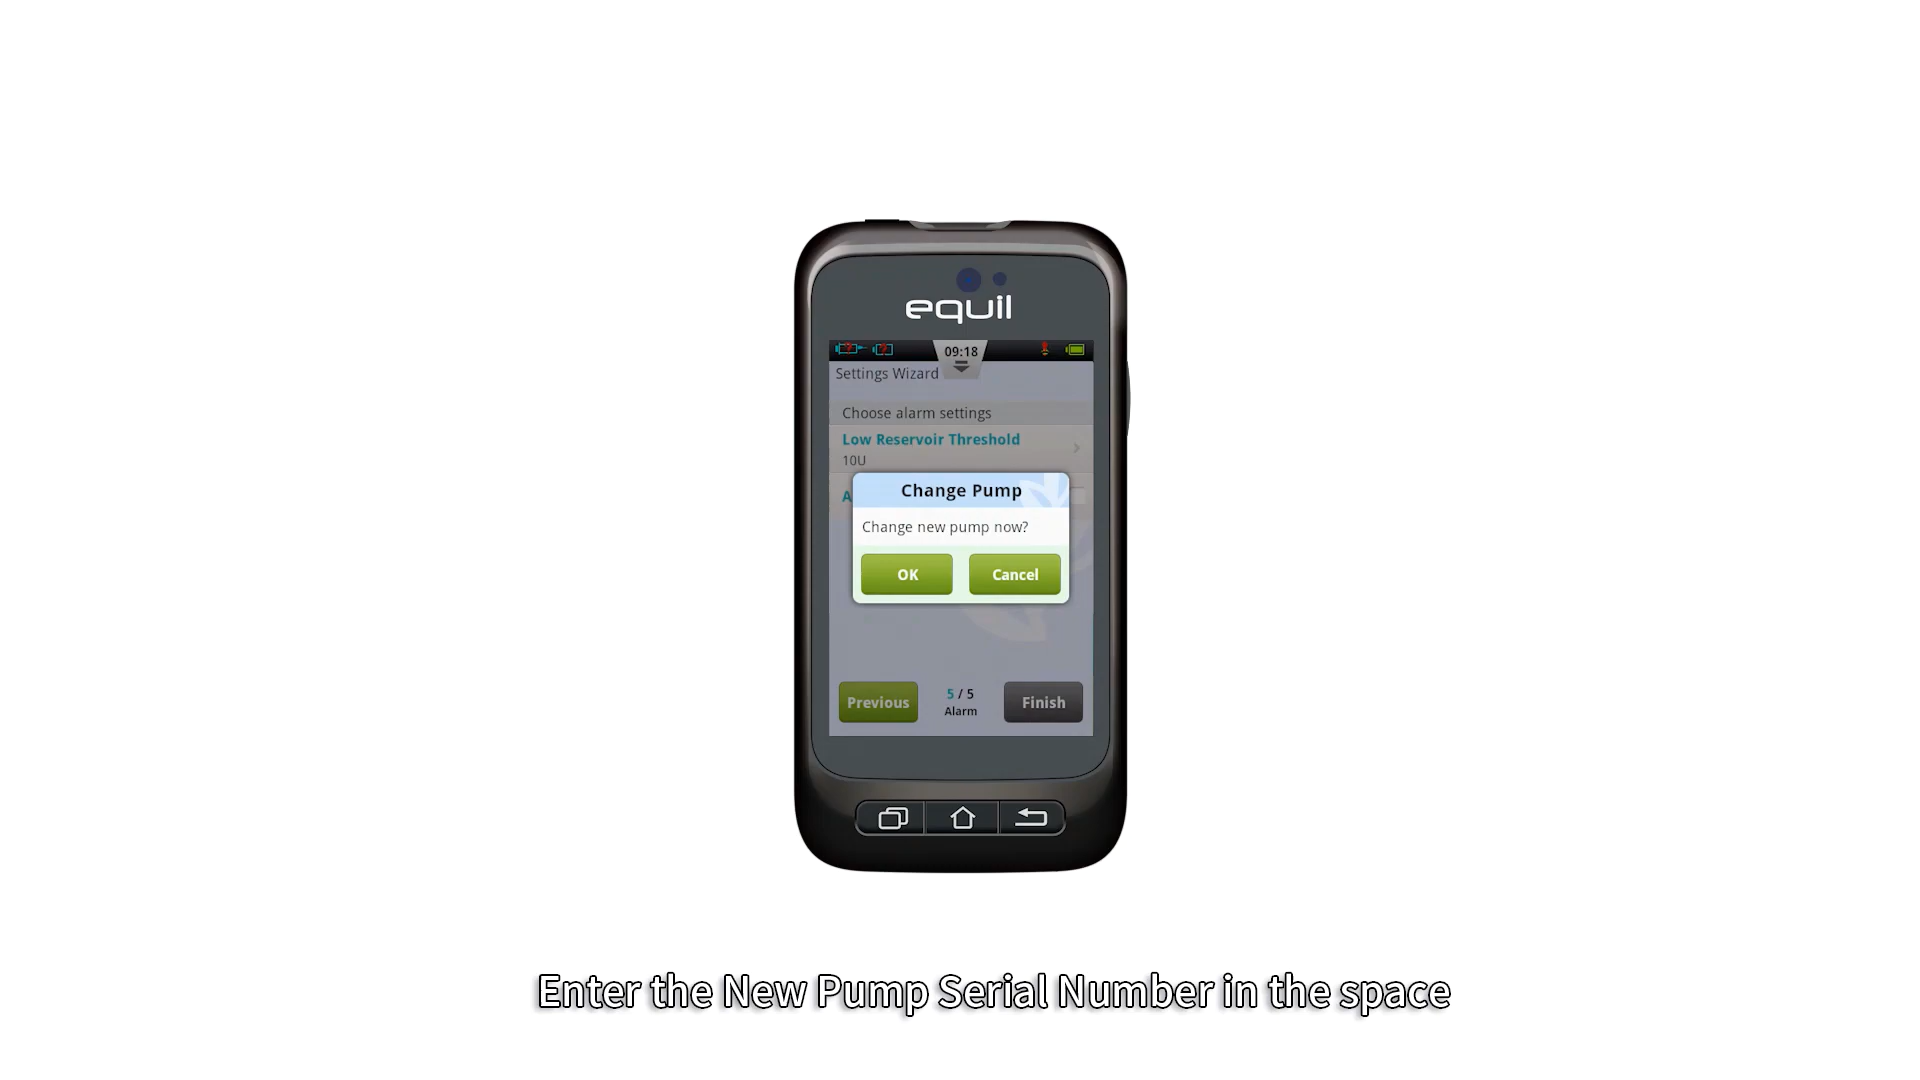 equil
09:18
Settings Wizard
Choose alarm settings
Low Reservoir Threshold
10U
A
Change Pump
Change new pump now?
OK Cancel
Previous 5 / 5 Finish
Alarm
Enter the New Pump Serial Number in the space